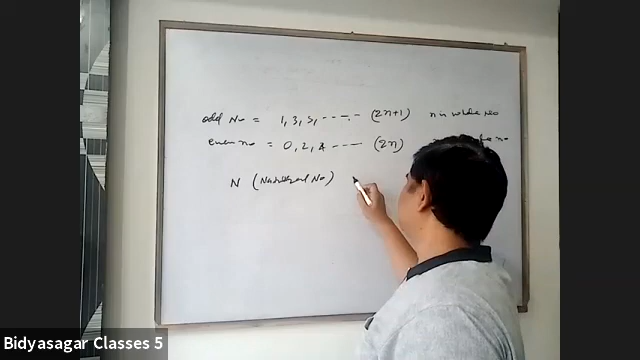 odd No = 1, 3, 5, ------ (2n+1) n is whole No
even no = 0, 2, 4 ----- (2n) no
N (Natural No)
Bidyasagar Classes 5